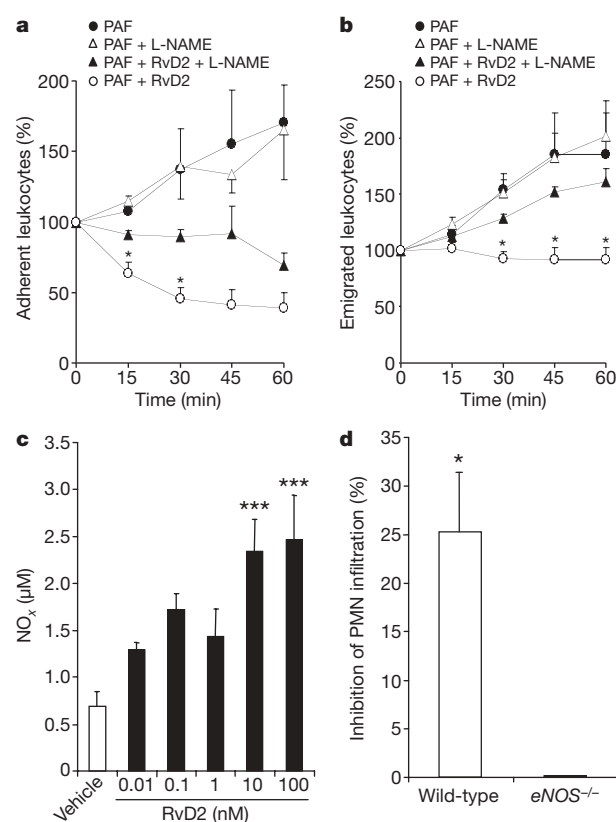 a
● PAF
△ PAF + L-NAME
▲ PAF + RvD2 + L-NAME
○ PAF + RvD2
Adherent leukocytes (%)
200
150
100
50
0
* *
0 15 30 45 60
Time (min)
b
● PAF
△ PAF + L-NAME
▲ PAF + RvD2 + L-NAME
○ PAF + RvD2
Emigrated leukocytes (%)
250
200
150
100
50
0
* * *
0 15 30 45 60
Time (min)
c
NOx (µM)
3.5
3.0
2.5
2.0
1.5
1.0
0.5
0
*** ***
Vehicle 0.01 0.1 1 10 100
RvD2 (nM)
d
Inhibition of PMN infiltration (%)
35
30
25
20
15
10
5
0
*
Wild-type eNOS–/–